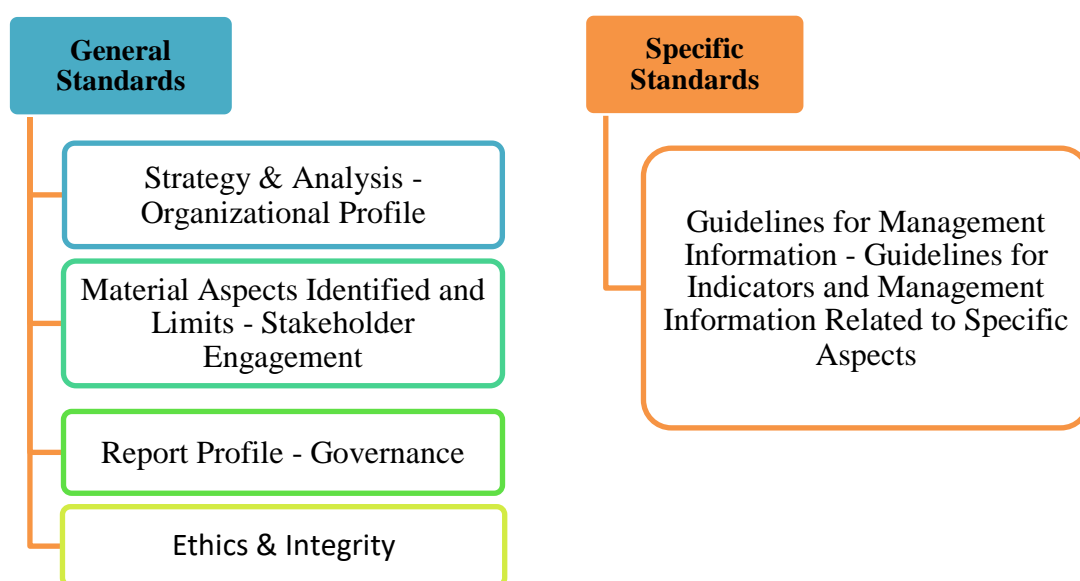 General
Standards
Strategy & Analysis -
Organizational Profile
Material Aspects Identified and
Limits - Stakeholder
Engagement
Report Profile - Governance
Ethics & Integrity
Specific
Standards
Guidelines for Management
Information - Guidelines for
Indicators and Management
Information Related to Specific
Aspects